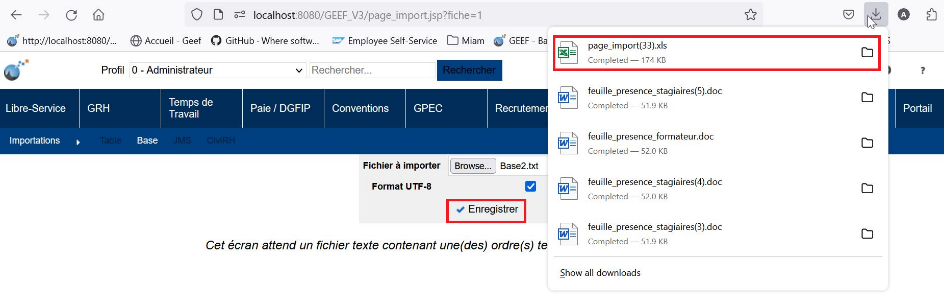 localhost:8080/GEEF_V3/page_import.jsp?fiche=1
A
http://localhost:8080/...
Accueil - Geef
GitHub - Where softw...
Employee Self-Service
Miam
GEEF - Ba
S
Profil
0 - Administrateur
Rechercher...
Rechercher
?
Libre-Service
GRH
Temps de
Travail
Paie / DGFIP
Conventions
GPEC
Recrutemen
Portail
Importations
Table
Base
JMS
CiviRH
Fichier à importer
Browse...
Base2.txt
Format UTF-8
Enregistrer
Cet écran attend un fichier texte contenant une(des) ordre(s) te
page_import(33).xls
Completed — 174 KB
feuille_presence_stagiaires(5).doc
Completed — 51.9 KB
feuille_presence_formateur.doc
Completed — 52.0 KB
feuille_presence_stagiaires(4).doc
Completed — 52.0 KB
feuille_presence_stagiaires(3).doc
Completed — 51.9 KB
Show all downloads